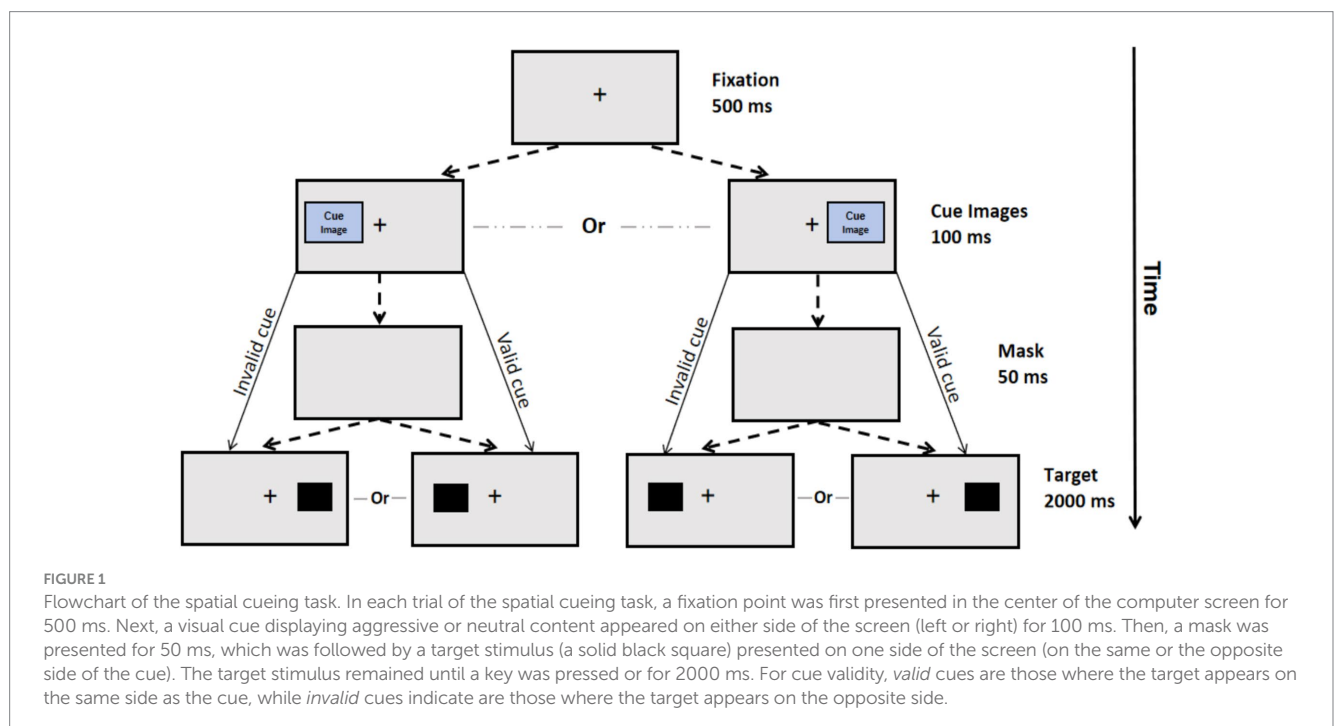 Fixation
500 ms
+
Cue
Image
+
Or
+
Cue
Image
Cue Images
100 ms
Time
Invalid cue
Valid cue
Invalid cue
Valid cue
Mask
50 ms
+
Or
+
+
Or
+
Target
2000 ms
FIGURE 1
Flowchart of the spatial cueing task. In each trial of the spatial cueing task, a fixation point was first presented in the center of the computer screen for
500 ms. Next, a visual cue displaying aggressive or neutral content appeared on either side of the screen (left or right) for 100 ms. Then, a mask was
presented for 50 ms, which was followed by a target stimulus (a solid black square) presented on one side of the screen (on the same or the opposite
side of the cue). The target stimulus remained until a key was pressed or for 2000 ms. For cue validity, valid cues are those where the target appears on
the same side as the cue, while invalid cues indicate are those where the target appears on the opposite side.